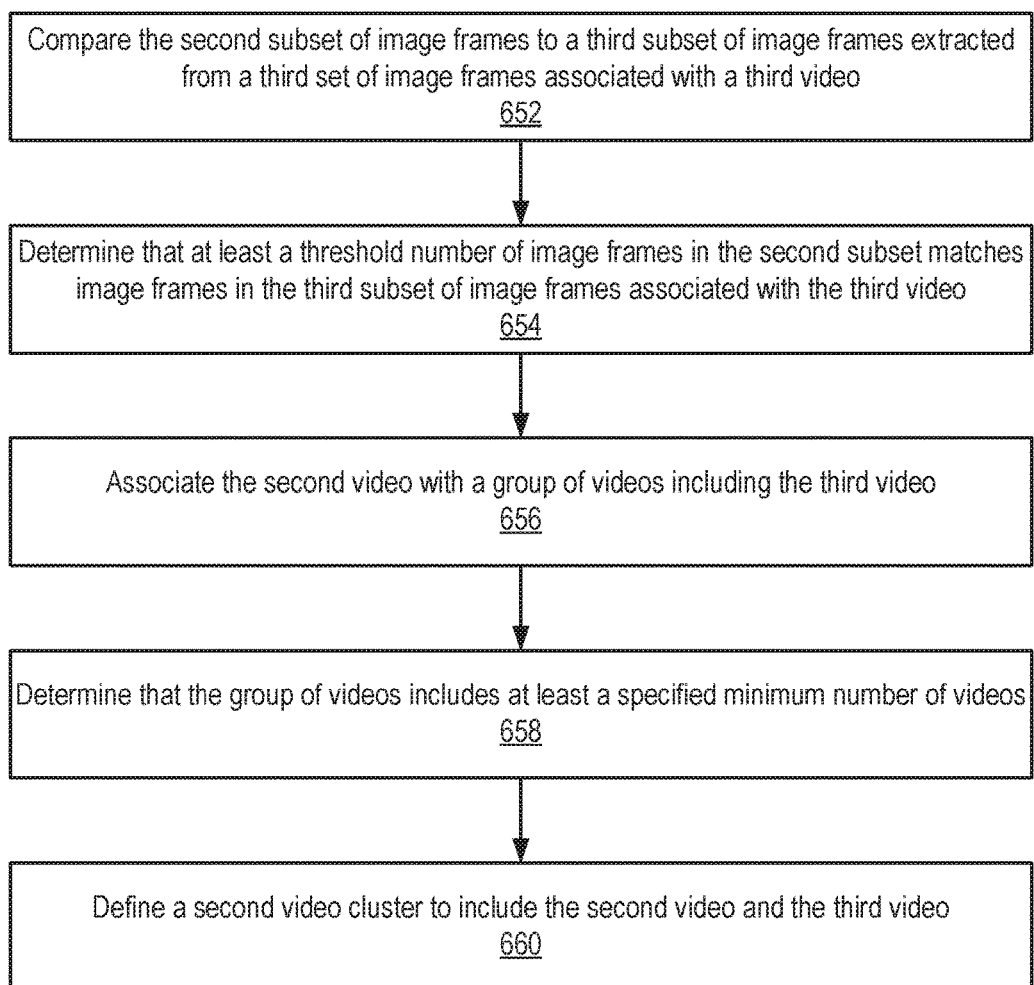 Compare the second subset of image frames to a third subset of image frames extracted
from a third set of image frames associated with a third video
652
Determine that at least a threshold number of image frames in the second subset matches
image frames in the third subset of image frames associated with the third video
654
Associate the second video with a group of videos including the third video
656
Determine that the group of videos includes at least a specified minimum number of videos
658
Define a second video cluster to include the second video and the third video
660